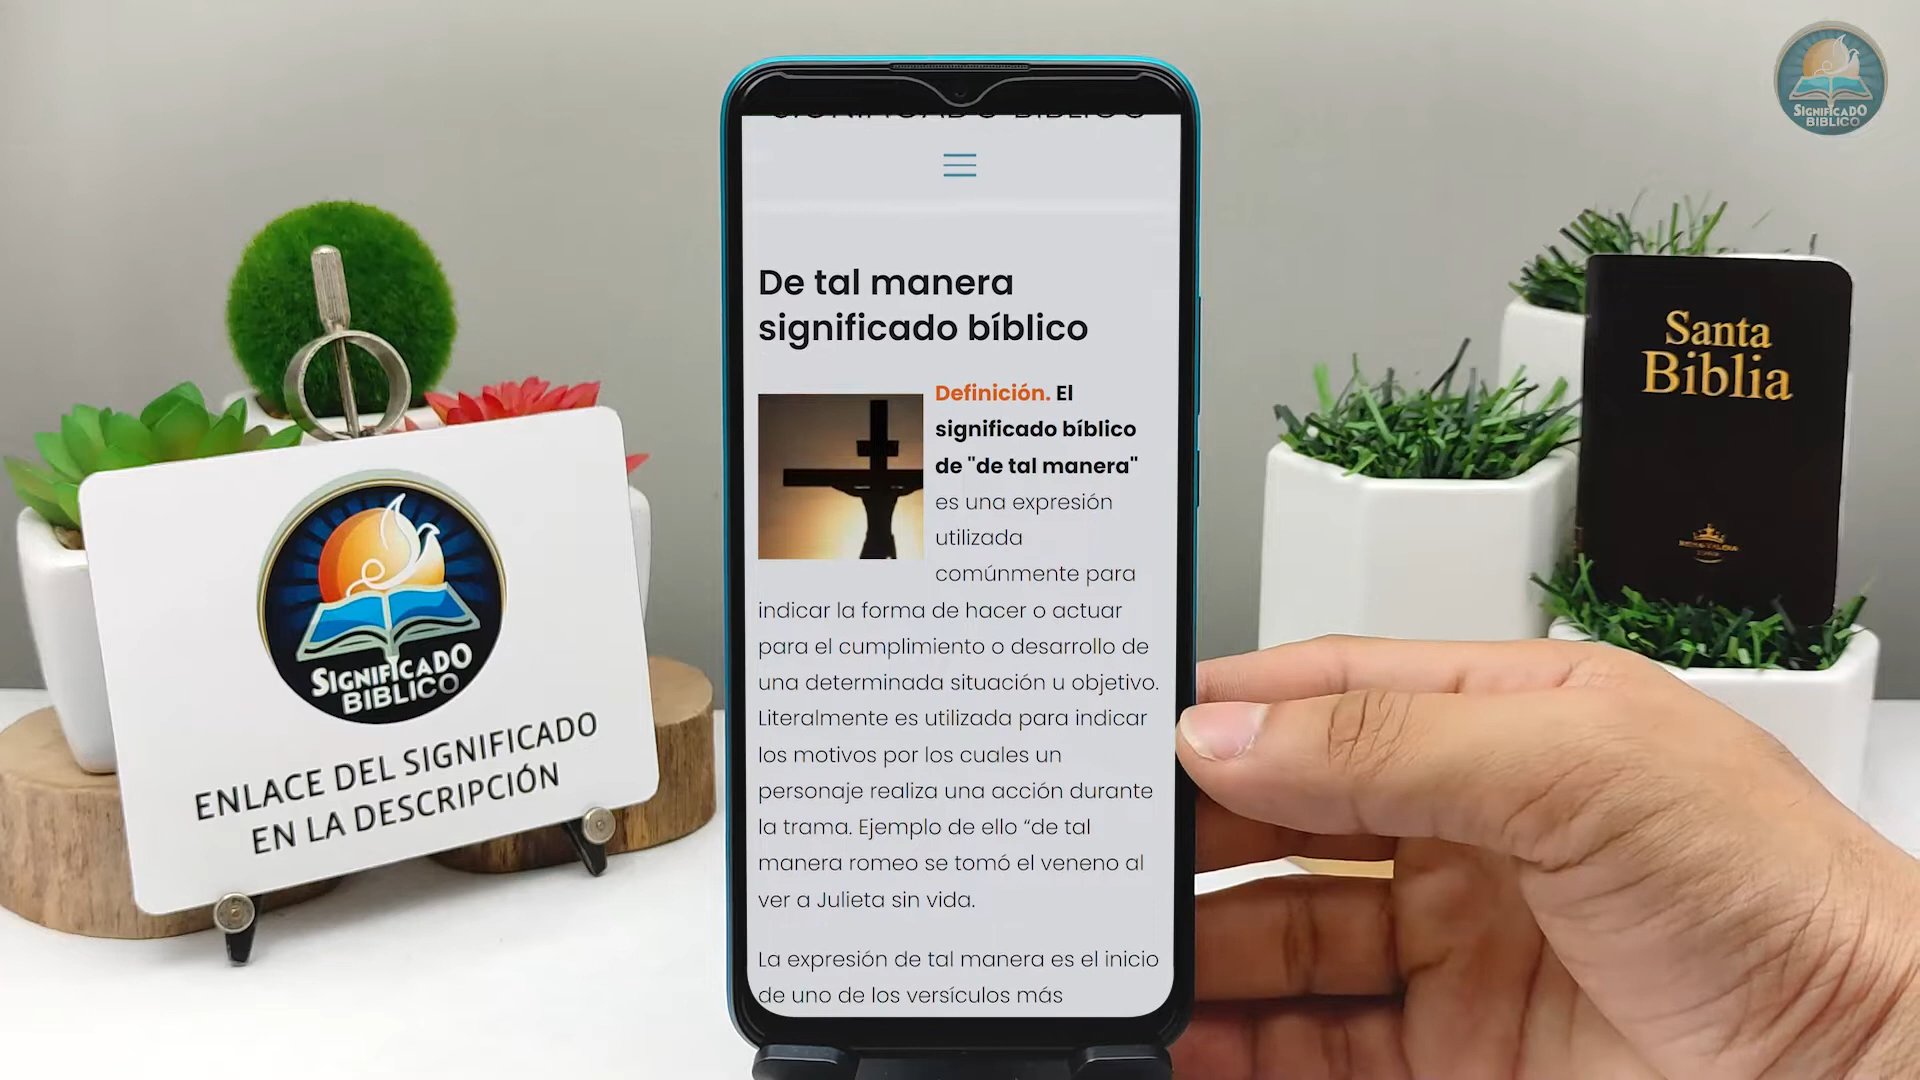 SIGNIFICADO BIBLICO
SIGNIFICADO
BIBLICO
De tal manera
significado bíblico
Definición. El
significado bíblico
de "de tal manera"
es una expresión
utilizada
comúnmente para
indicar la forma de hacer o actuar
para el cumplimiento o desarrollo de
una determinada situación u objetivo.
Literalmente es utilizada para indicar
los motivos por los cuales un
personaje realiza una acción durante
la trama. Ejemplo de ello “de tal
manera romeo se tomó el veneno al
ver a Julieta sin vida.
La expresión de tal manera es el inicio
de uno de los versículos más
SIGNIFICADO
BIBLICO
ENLACE DEL SIGNIFICADO
EN LA DESCRIPCIÓN
Santa
Biblia
REINA-VALERA